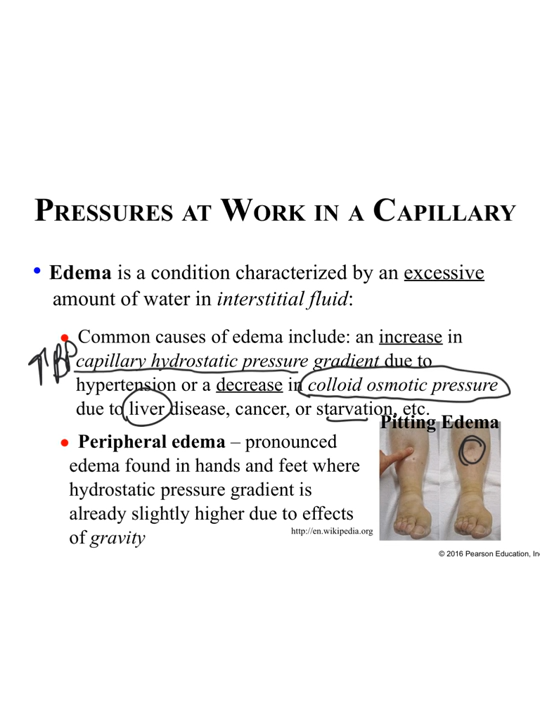 PRESSURES AT WORK IN A CAPILLARY
• Edema is a condition characterized by an excessive
amount of water in interstitial fluid:
• Common causes of edema include: an increase in
↑BP
capillary hydrostatic pressure gradient due to
hypertension or a decrease in colloid osmotic pressure
due to liver disease, cancer, or starvation, etc.
Pitting Edema
• Peripheral edema – pronounced
edema found in hands and feet where
hydrostatic pressure gradient is
already slightly higher due to effects
of gravity
http://en.wikipedia.org
© 2016 Pearson Education, In